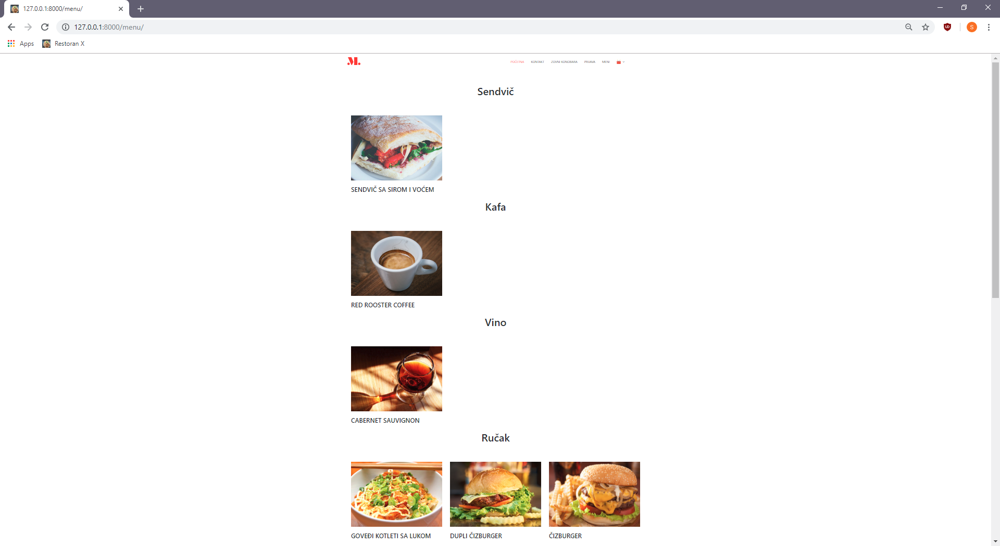 127.0.0.1:8000/menu/
127.0.0.1:8000/menu/
S
Apps
Restoran X
M.
POČETNA KONTAKT ZOVNI KONOBARA PRIJAVA MENI
Sendvič
SENDVIČ SA SIROM I VOĆEM
Kafa
RED ROOSTER COFFEE
Vino
CABERNET SAUVIGNON
Ručak
GOVEĐI KOTLETI SA LUKOM DUPLI ČIZBURGER ČIZBURGER